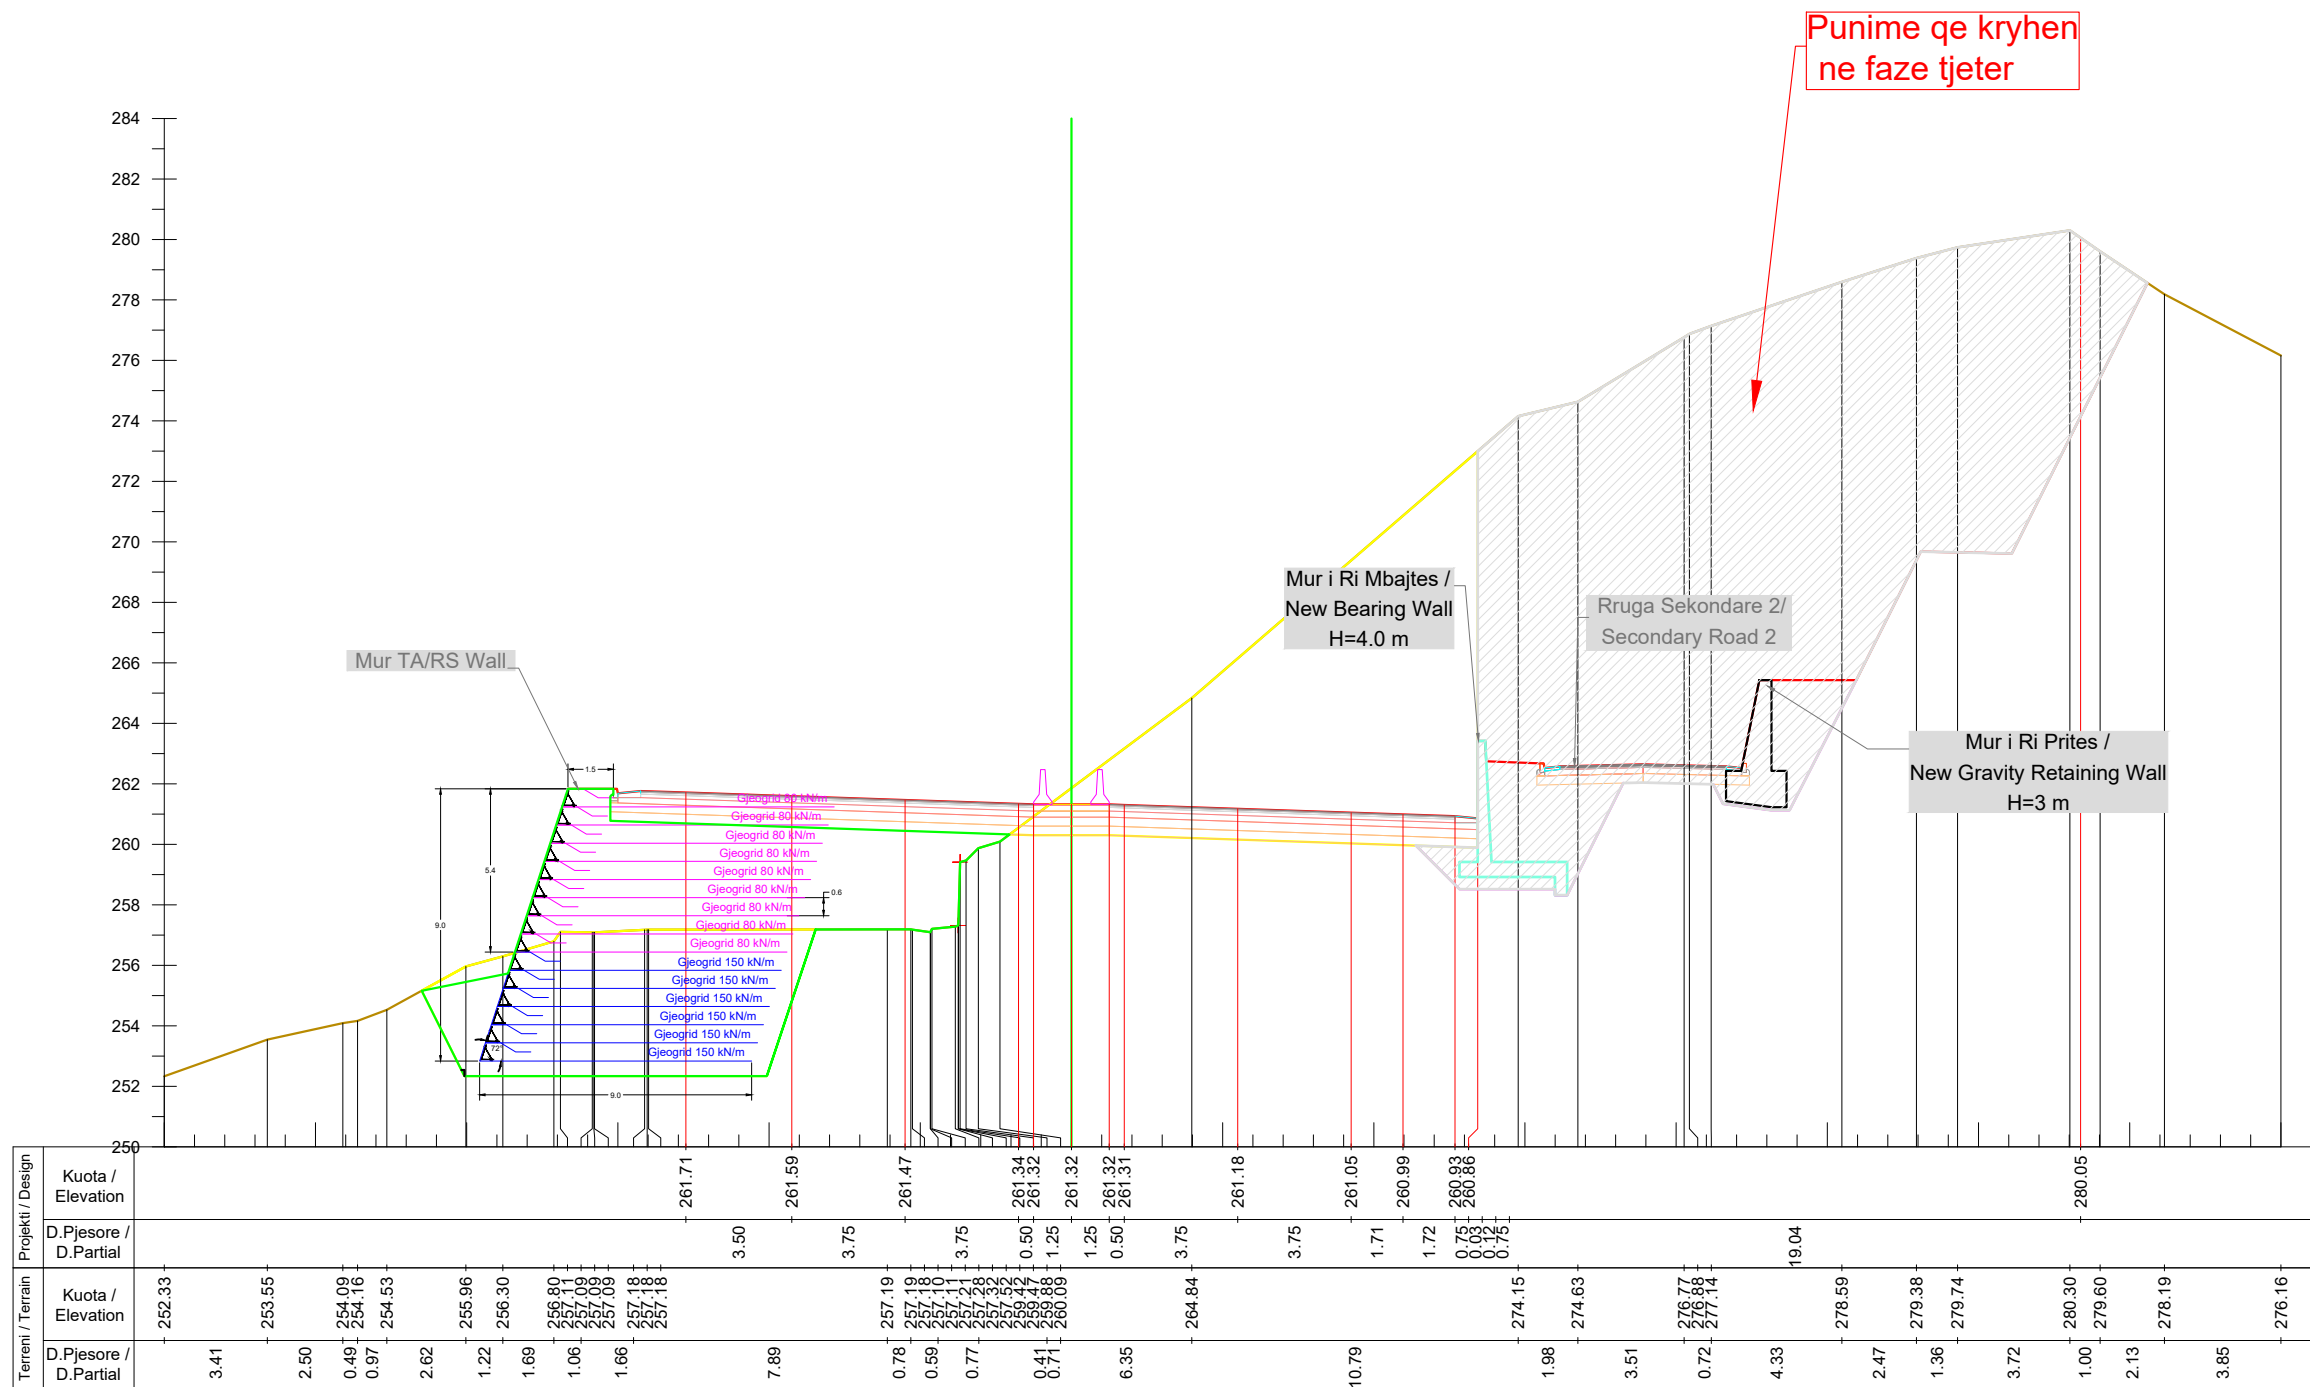 Punime qe kryhen
ne faze tjeter
284
282
280
278
276
274
272
270
268
266
264
262
260
258
256
254
252
250
Mur TA/RS Wall
Mur i Ri Mbajtes /
New Bearing Wall
H=4.0 m
Rruga Sekondare 2/
Secondary Road 2
Mur i Ri Prites /
New Gravity Retaining Wall
H=3 m
1.5
5.4
9.0
0.6
72°
9.0
Gjeogrid 80 kN/m
Gjeogrid 80 kN/m
Gjeogrid 80 kN/m
Gjeogrid 80 kN/m
Gjeogrid 80 kN/m
Gjeogrid 80 kN/m
Gjeogrid 80 kN/m
Gjeogrid 80 kN/m
Gjeogrid 80 kN/m
Gjeogrid 150 kN/m
Gjeogrid 150 kN/m
Gjeogrid 150 kN/m
Gjeogrid 150 kN/m
Gjeogrid 150 kN/m
Gjeogrid 150 kN/m
Projekti / Design
Kuota /
Elevation
261.71 261.59 261.47 261.34 261.32 261.32 261.32 261.31 261.18 261.05 260.99 260.93 260.86 280.05
D.Pjesore /
D.Partial
3.50 3.75 3.75 0.50 1.25 1.25 0.50 3.75 3.75 1.71 1.72 0.75 0.03 0.12 0.75 19.04
Terreni / Terrain
Kuota /
Elevation
252.33 253.55 254.09 254.16 254.53 255.96 256.30 256.80 257.11 257.09 257.09 257.09 257.18 257.18 257.18 257.19 257.19 257.18 257.10 257.11 257.21 257.28 257.32 257.52 259.42 259.47 259.88 260.09 264.84 274.15 274.63 276.77 276.88 277.14 278.59 279.38 279.74 280.30 279.60 278.19 276.16
D.Pjesore /
D.Partial
3.41 2.50 0.49 0.97 2.62 1.22 1.69 1.06 1.66 7.89 0.78 0.59 0.77 0.41 0.71 6.35 10.79 1.98 3.51 0.72 4.33 2.47 1.36 3.72 1.00 2.13 3.85